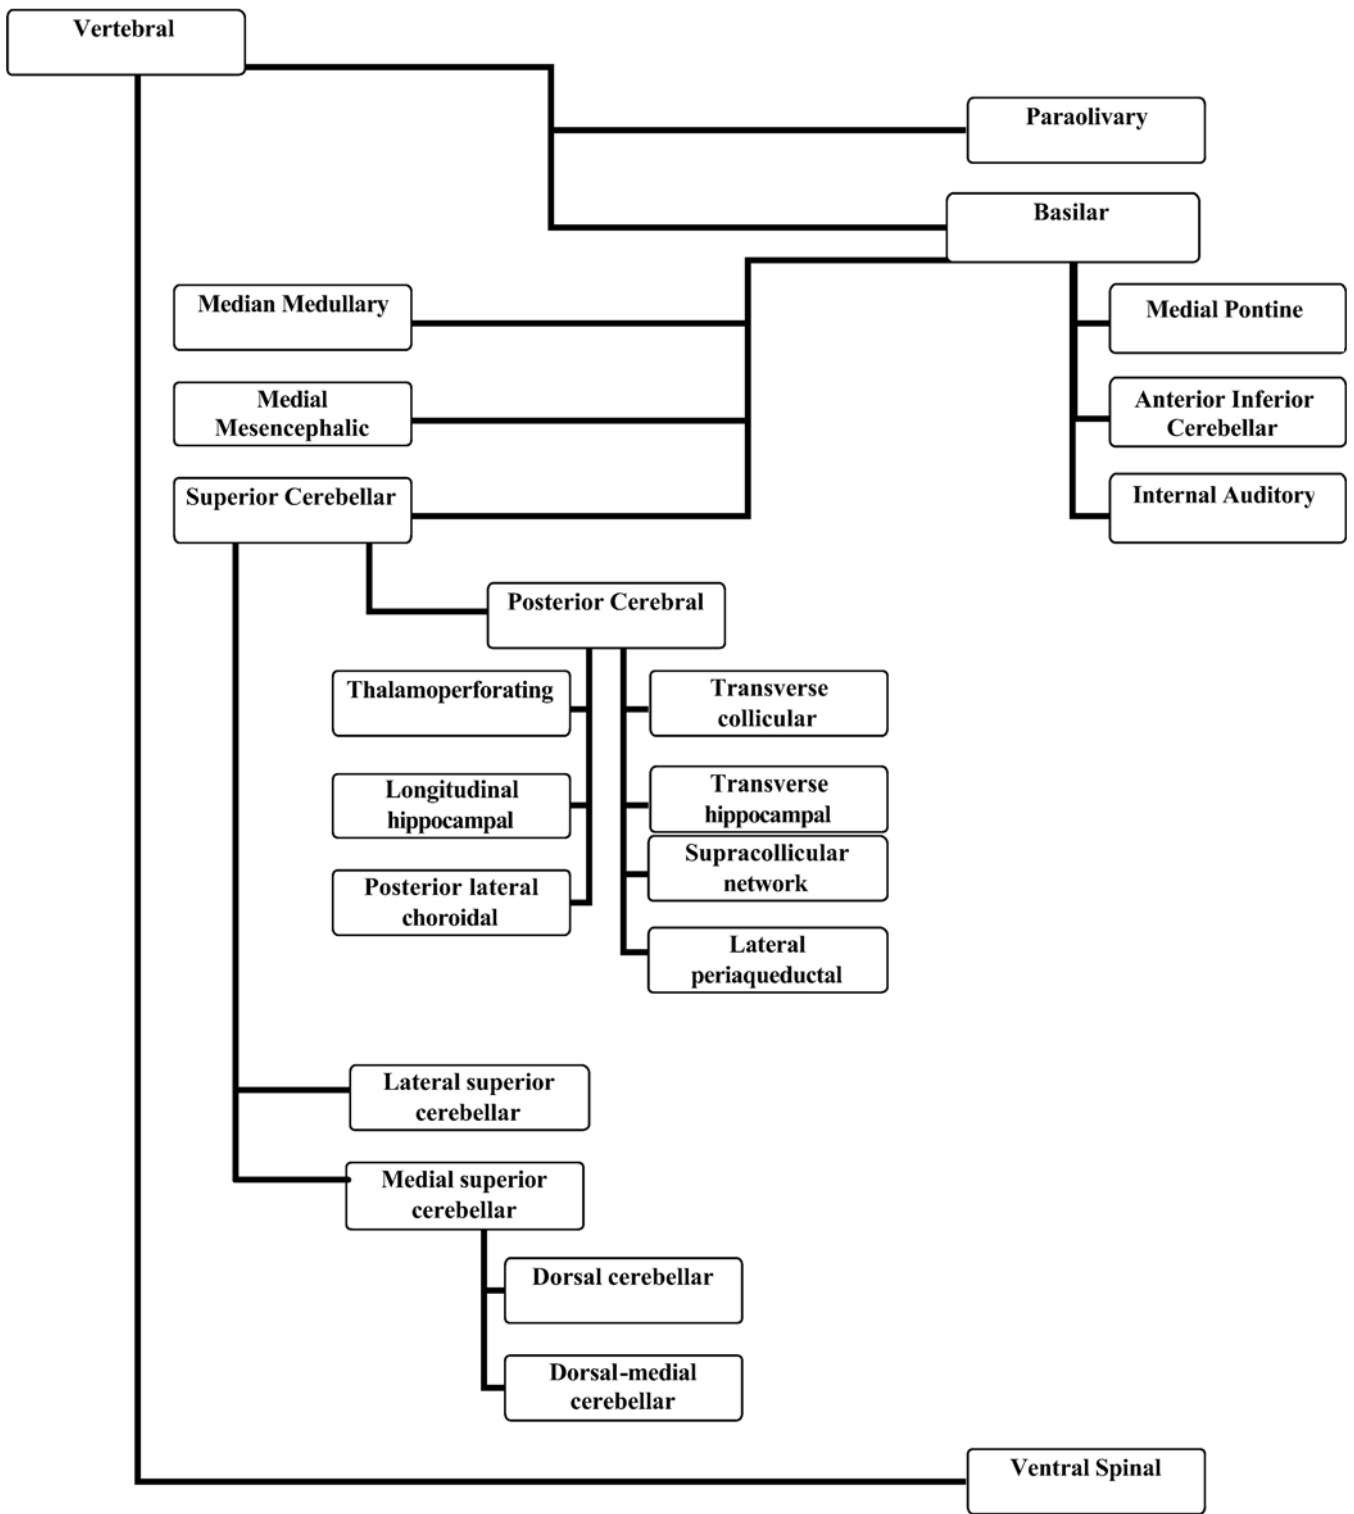 Vertebral
Paraolivary
Basilar
Median Medullary
Medial Pontine
Medial
Mesencephalic
Anterior Inferior
Cerebellar
Superior Cerebellar
Internal Auditory
Posterior Cerebral
Thalamoperforating
Transverse
collicular
Longitudinal
hippocampal
Transverse
hippocampal
Supracollicular
network
Posterior lateral
choroidal
Lateral
periaqueductal
Lateral superior
cerebellar
Medial superior
cerebellar
Dorsal cerebellar
Dorsal-medial
cerebellar
Ventral Spinal